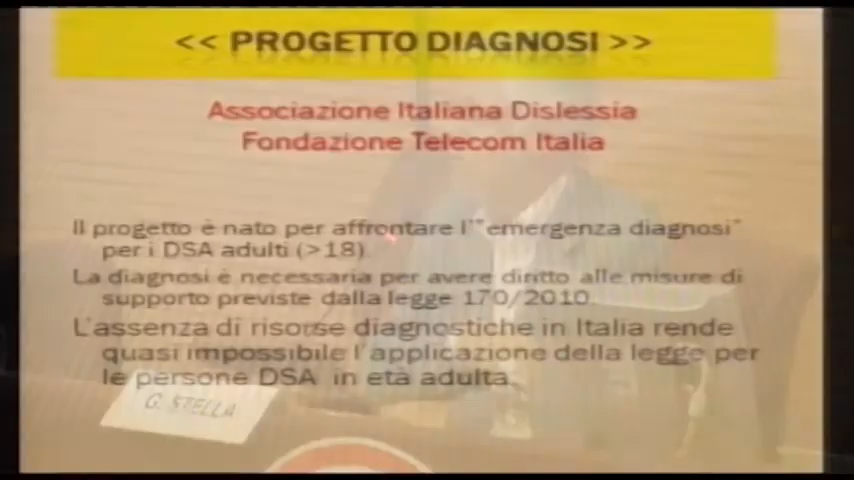 << PROGETTO DIAGNOSI >>
Associazione Italiana Dislessia
Fondazione Telecom Italia
Il progetto è nato per affrontare l'"emergenza diagnosi"
per i DSA adulti (>18).
La diagnosi è necessaria per avere diritto alle misure di
supporto previste dalla legge 170/2010.
L'assenza di risorse diagnostiche in Italia rende
quasi impossibile l'applicazione della legge per
le persone DSA in età adulta.
G. STELLA